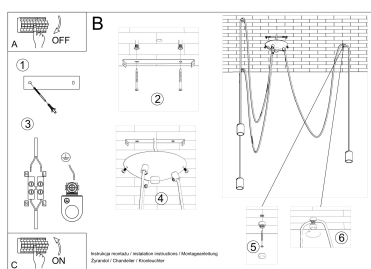 A
OFF
B
1
2
3
4
5
6
C
ON
Instrukcja montażu / Installation instructions / Montageanleitung
Żyrandol / Chandelier / Kronleuchter